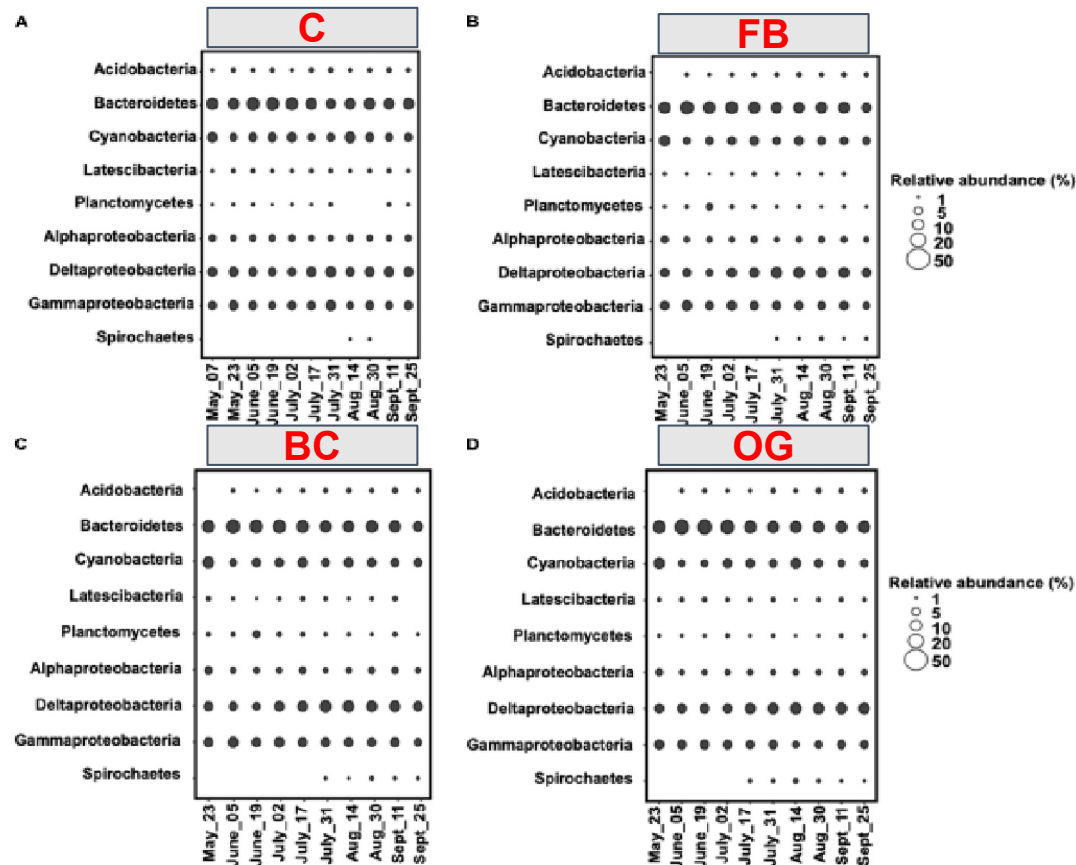 A
C
Acidobacteria
Bacteroidetes
Cyanobacteria
Latescibacteria
Planctomycetes
Alphaproteobacteria
Deltaproteobacteria
Gammaproteobacteria
Spirochaetes
May_07
May_23
June_05
June_19
July_02
July_17
July_31
Aug_14
Aug_30
Sept_11
Sept_25
B
FB
Acidobacteria
Bacteroidetes
Cyanobacteria
Latescibacteria
Planctomycetes
Alphaproteobacteria
Deltaproteobacteria
Gammaproteobacteria
Spirochaetes
May_23
June_05
June_19
July_02
July_17
July_31
Aug_14
Aug_30
Sept_11
Sept_25
Relative abundance (%)
1
5
10
20
50
C
BC
Acidobacteria
Bacteroidetes
Cyanobacteria
Latescibacteria
Planctomycetes
Alphaproteobacteria
Deltaproteobacteria
Gammaproteobacteria
Spirochaetes
May_23
June_05
June_19
July_02
July_17
July_31
Aug_14
Aug_30
Sept_11
Sept_25
D
OG
Acidobacteria
Bacteroidetes
Cyanobacteria
Latescibacteria
Planctomycetes
Alphaproteobacteria
Deltaproteobacteria
Gammaproteobacteria
Spirochaetes
May_23
June_05
June_19
July_02
July_17
July_31
Aug_14
Aug_30
Sept_11
Sept_25
Relative abundance (%)
1
5
10
20
50